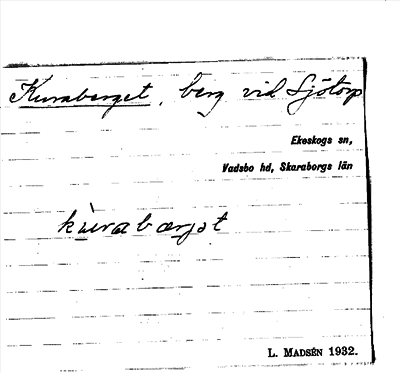 Kuraberget, berg vid Sjötorp
Ekeskogs sn,
Vadsbo hd, Skaraborgs län
kùrabærjət
L. MADSÉN 1932.